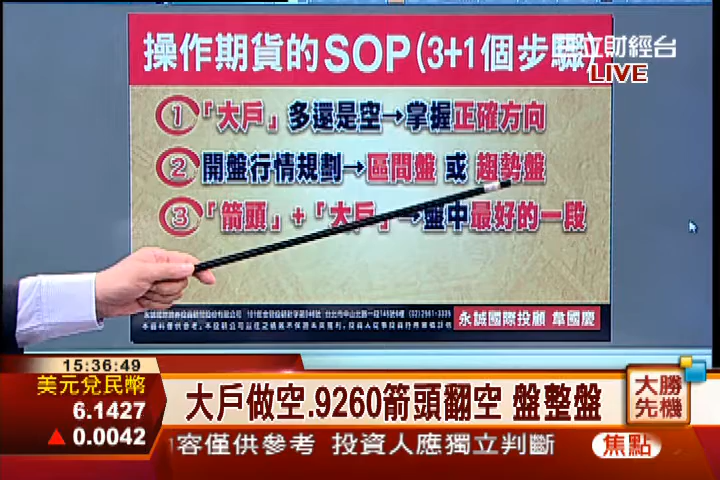 操作期貨的SOP(3+1個步驟)
立財經台
LIVE
1「大戶」多還是空→掌握正確方向
2 開盤行情規劃→區間盤 或 趨勢盤
3「箭頭」+「大戶」→盤中最好的一段
永誠國際投顧 韋國慶
15:36:49
美元兌民幣
6.1427
▲ 0.0042
大戶做空.9260箭頭翻空 盤整盤
大勝先機
容僅供參考 投資人應獨立判斷
焦點